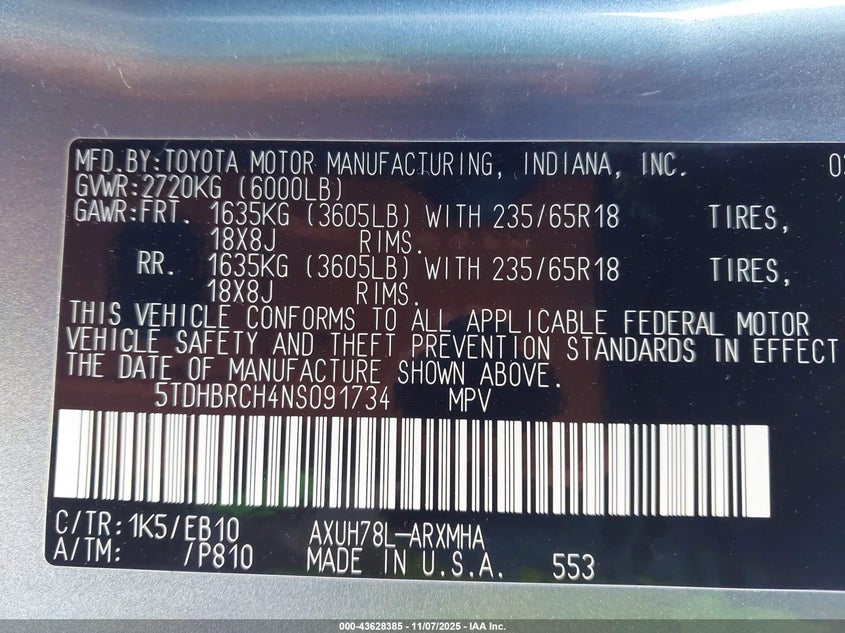 MFD.BY:TOYOTA MOTOR MANUFACTURING, INDIANA, INC. 03
GVWR:2720KG (6000LB)
GAWR:FRT. 1635KG (3605LB) WITH 235/65R18 TIRES,
18X8J RIMS.
RR. 1635KG (3605LB) WITH 235/65R18 TIRES,
18X8J RIMS.
THIS VEHICLE CONFORMS TO ALL APPLICABLE FEDERAL MOTOR
VEHICLE SAFETY AND THEFT PREVENTION STANDARDS IN EFFECT
THE DATE OF MANUFACTURE SHOWN ABOVE.
5TDHBRCH4NS091734 MPV
C/TR:1K5/EB10 AXUH78L-ARXMHA
A/TM: /P810 MADE IN U.S.A. 553
000-43628385 - 11/07/2025 - IAA Inc.